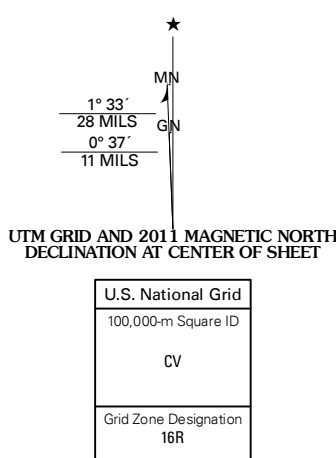 ★
MN
1° 33´
28 MILS
GN
0° 37´
11 MILS
UTM GRID AND 2011 MAGNETIC NORTH
DECLINATION AT CENTER OF SHEET
U.S. National Grid
100,000-m Square ID
CV
Grid Zone Designation
16R